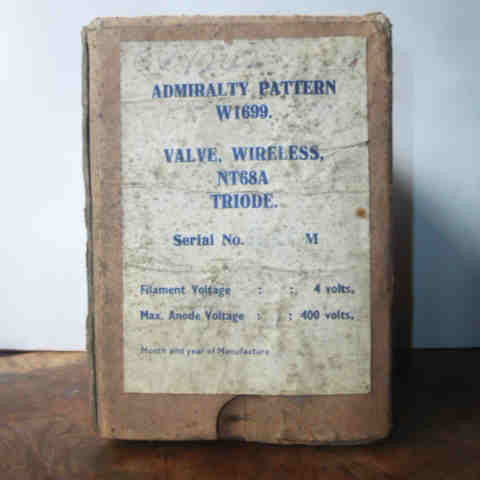 ADMIRALTY PATTERN
W1699.
VALVE, WIRELESS,
NT68A
TRIODE.
Serial No. M
Filament Voltage : : 4 volts,
Max. Anode Voltage : : 400 volts,
Month and year of Manufacture